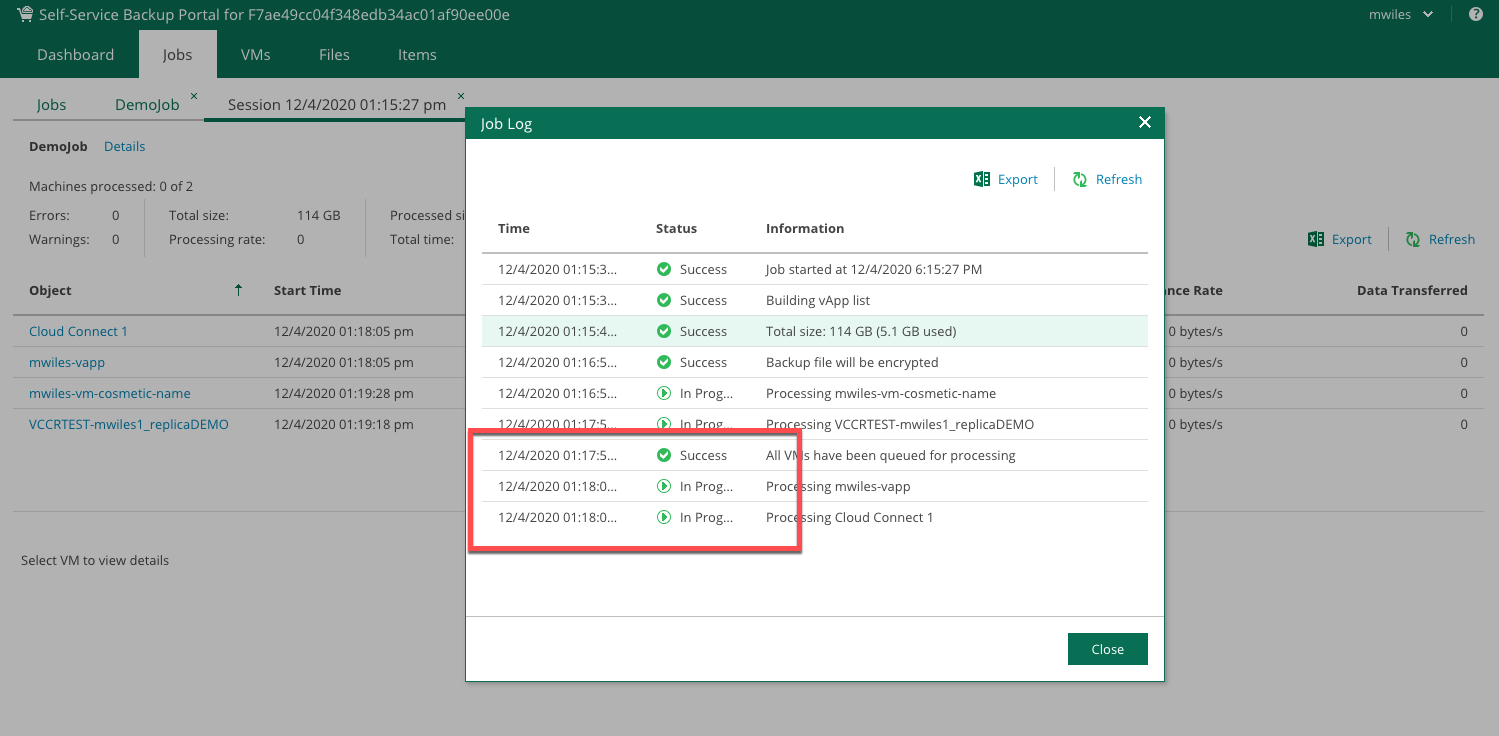 Self-Service Backup Portal for F7ae49cc04f348edb34ac01af90ee00e
mwiles
Dashboard Jobs VMs Files Items
Jobs DemoJob Session 12/4/2020 01:15:27 pm
DemoJob Details
Machines processed: 0 of 2
Errors: 0 Total size: 114 GB Processed si
Warnings: 0 Processing rate: 0 Total time:
Export Refresh
Object Start Time nce Rate Data Transferred
Cloud Connect 1 12/4/2020 01:18:05 pm 0 bytes/s 0
mwiles-vapp 12/4/2020 01:18:05 pm 0 bytes/s 0
mwiles-vm-cosmetic-name 12/4/2020 01:19:28 pm 0 bytes/s 0
VCCRTEST-mwiles1_replicaDEMO 12/4/2020 01:19:18 pm 0 bytes/s 0
Select VM to view details
Job Log
Export Refresh
Time Status Information
12/4/2020 01:15:3... Success Job started at 12/4/2020 6:15:27 PM
12/4/2020 01:15:3... Success Building vApp list
12/4/2020 01:15:4... Success Total size: 114 GB (5.1 GB used)
12/4/2020 01:16:5... Success Backup file will be encrypted
12/4/2020 01:16:5... In Prog... Processing mwiles-vm-cosmetic-name
12/4/2020 01:17:5... In Prog... Processing VCCRTEST-mwiles1_replicaDEMO
12/4/2020 01:17:5... Success All VMs have been queued for processing
12/4/2020 01:18:0... In Prog... Processing mwiles-vapp
12/4/2020 01:18:0... In Prog... Processing Cloud Connect 1
Close